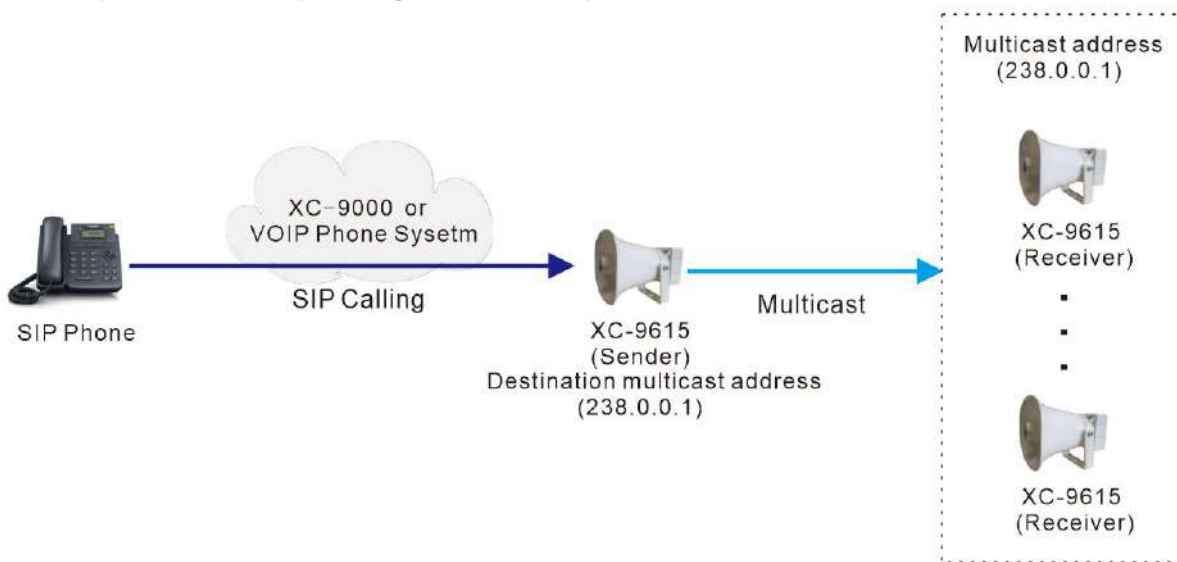 SIP Phone
XC-9000 or
VOIP Phone Sysetm
SIP Calling
XC-9615
(Sender)
Destination multicast address
(238.0.0.1)
Multicast
Multicast address
(238.0.0.1)
XC-9615
(Receiver)
XC-9615
(Receiver)